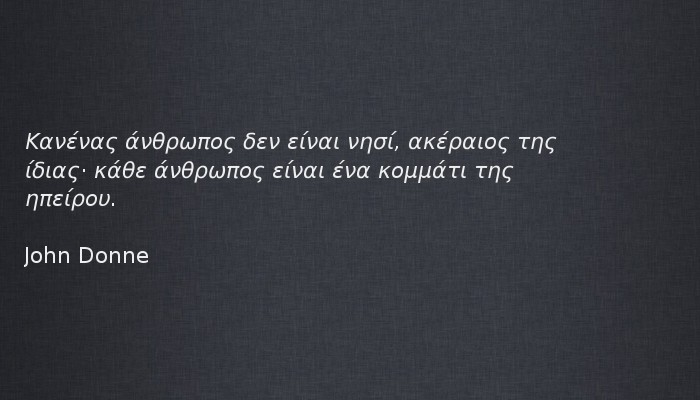 Κανένας άνθρωπος δεν είναι νησί, ακέραιος της
ίδιας· κάθε άνθρωπος είναι ένα κομμάτι της
ηπείρου.
John Donne